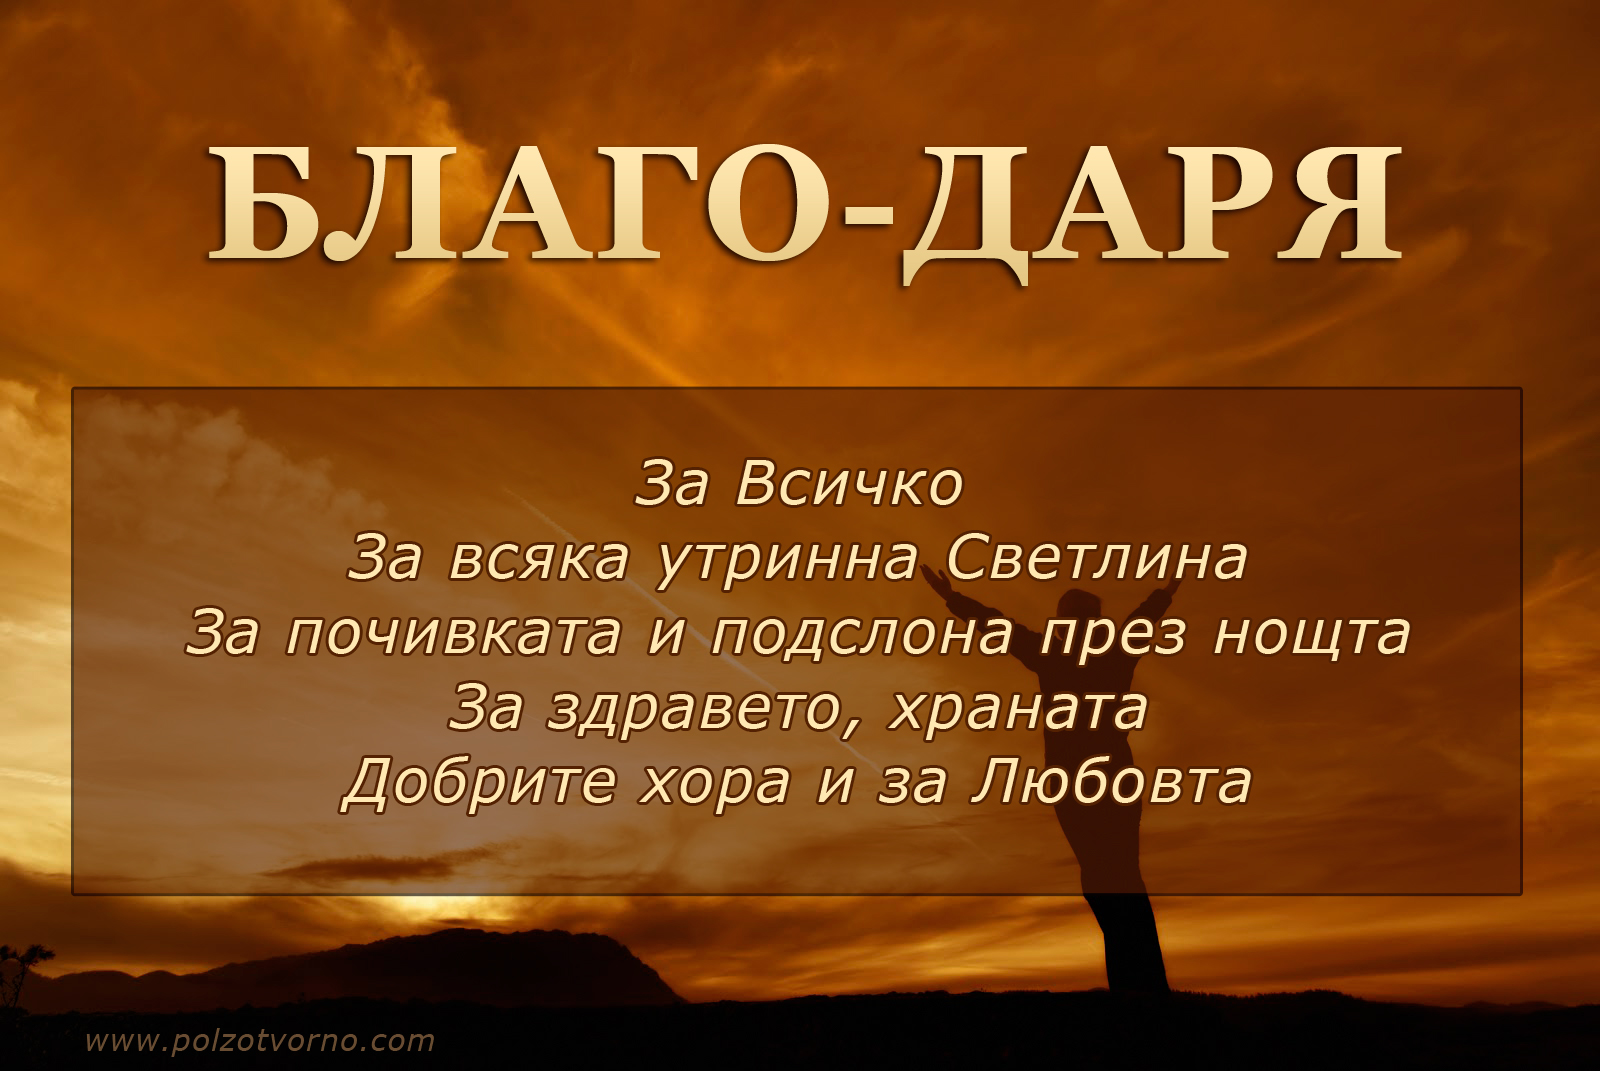 БЛАГО-ДАРЯ
За Всичко
За всяка утринна Светлина
За почивката и подслона през нощта
За здравето, храната
Добрите хора и за Любовта
www.polzotvorno.com